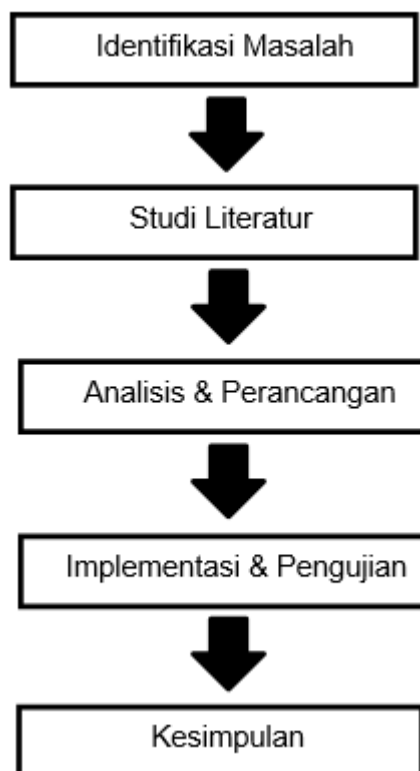 Identifikasi Masalah
Studi Literatur
Analisis & Perancangan
Implementasi & Pengujian
Kesimpulan